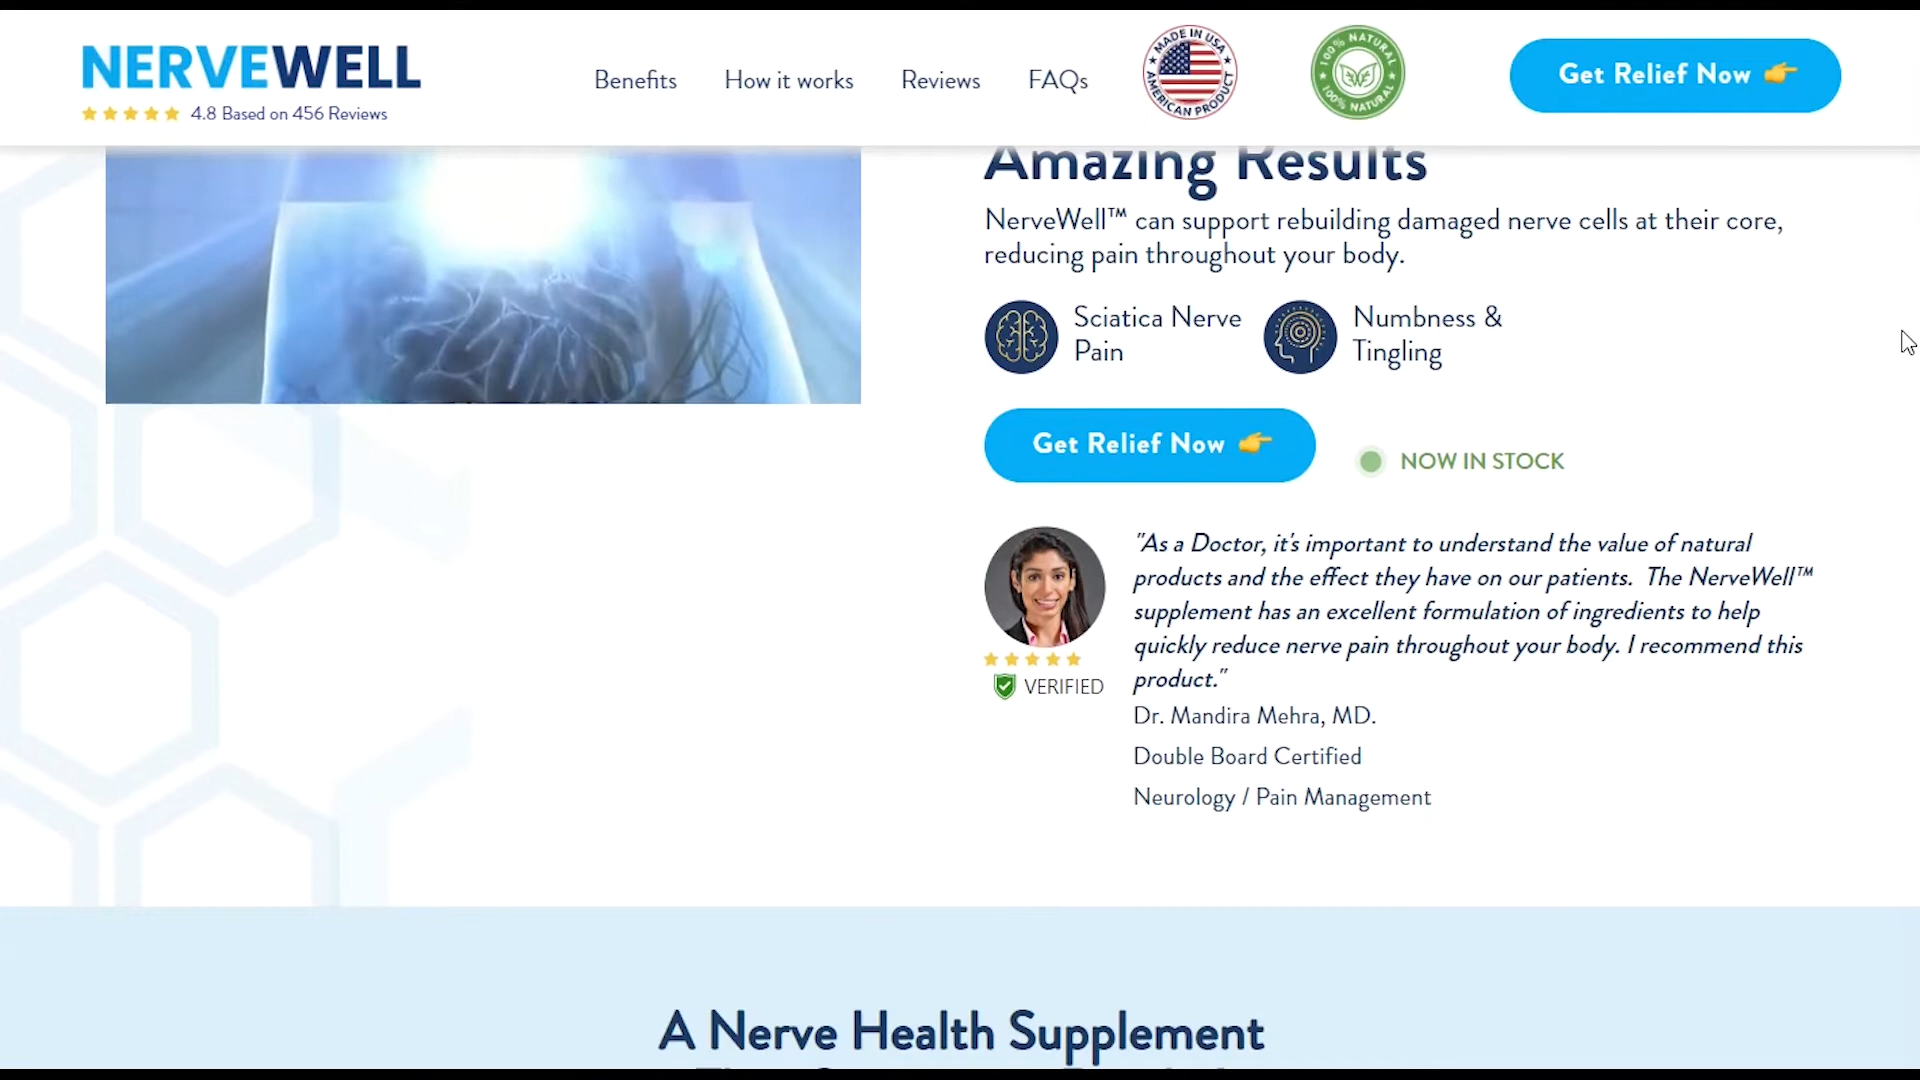 NERVEWELL
4.8 Based on 456 Reviews
Benefits
How it works
Reviews
FAQs
MADE IN USA
AMERICAN PRODUCT
100% NATURAL
100% NATURAL
Get Relief Now
Amazing Results
NerveWell™ can support rebuilding damaged nerve cells at their core,
reducing pain throughout your body.
Sciatica Nerve
Pain
Numbness &
Tingling
Get Relief Now
NOW IN STOCK
"As a Doctor, it's important to understand the value of natural
products and the effect they have on our patients. The NerveWell™
supplement has an excellent formulation of ingredients to help
quickly reduce nerve pain throughout your body. I recommend this
product."
VERIFIED
Dr. Mandira Mehra, MD.
Double Board Certified
Neurology / Pain Management
A Nerve Health Supplement